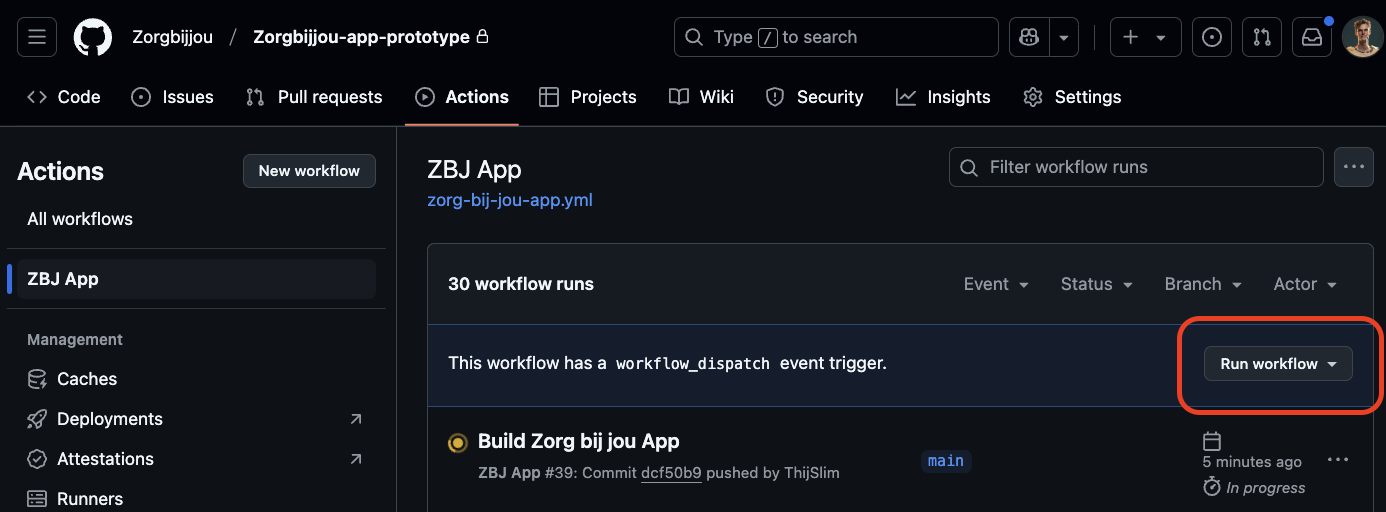 Zorgbijjou / Zorgbijjou-app-prototype
Type / to search
Code
Issues
Pull requests
Actions
Projects
Wiki
Security
Insights
Settings
Actions
New workflow
All workflows
ZBJ App
Management
Caches
Deployments
Attestations
Runners
ZBJ App
zorg-bij-jou-app.yml
Filter workflow runs
30 workflow runs
Event
Status
Branch
Actor
This workflow has a workflow_dispatch event trigger.
Run workflow
Build Zorg bij jou App
ZBJ App #39: Commit dcf50b9 pushed by ThijSlim
main
5 minutes ago
In progress